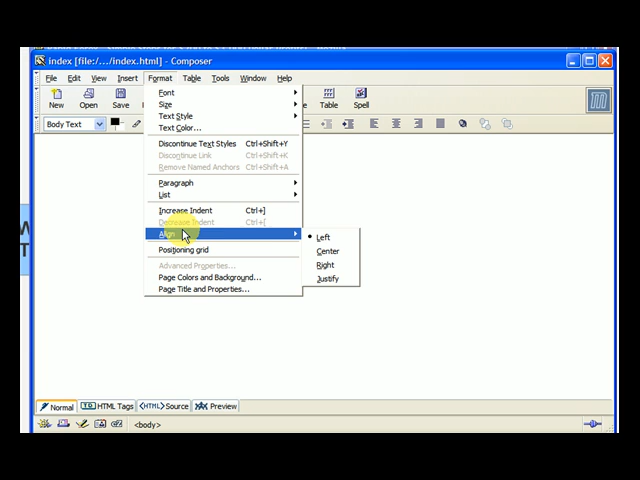 index [file:/.../index.html] - Composer
File Edit View Insert Format Table Tools Window Help
New Open Save Table Spell
Body Text
Font
Size
Text Style
Text Color...
Discontinue Text Styles Ctrl+Shift+Y
Discontinue Link Ctrl+Shift+K
Remove Named Anchors Ctrl+Shift+A
Paragraph
List
Increase Indent Ctrl+]
Decrease Indent Ctrl+[
Align
Left
Center
Right
Justify
Positioning grid
Advanced Properties...
Page Colors and Background...
Page Title and Properties...
Normal HTML Tags <HTML> Source Preview
<body>